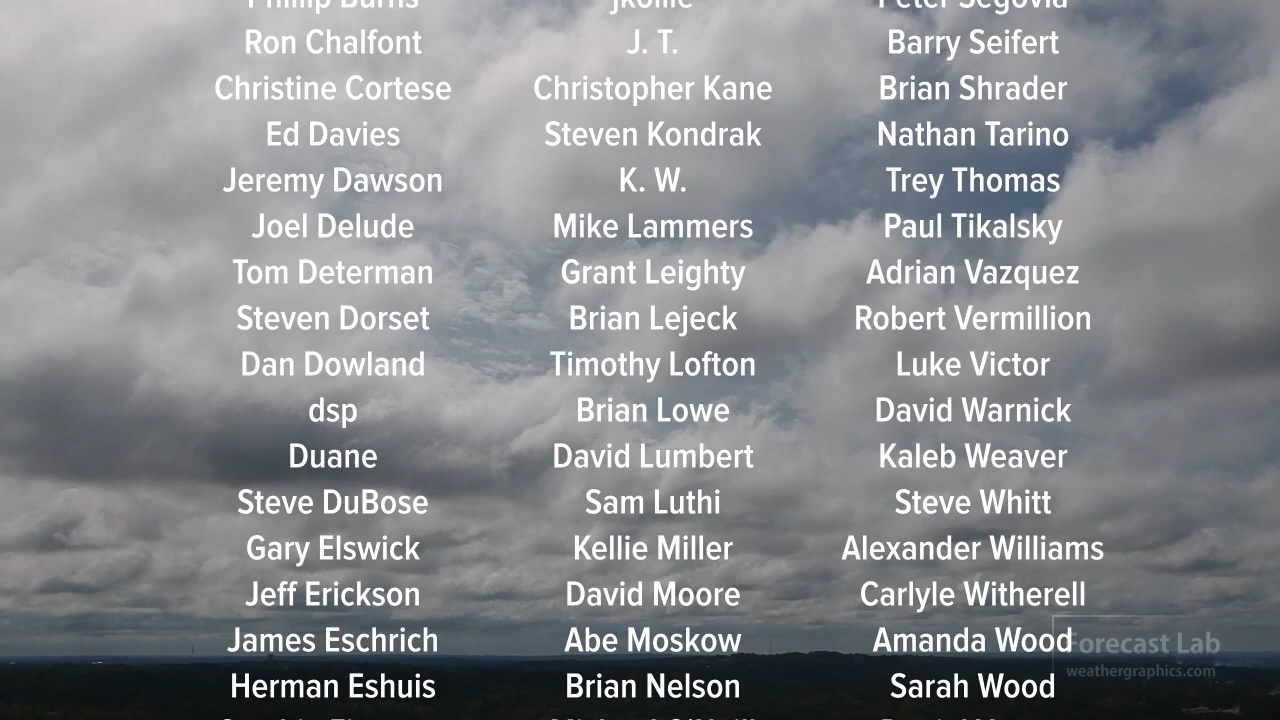 Ron Chalfont
Christine Cortese
Ed Davies
Jeremy Dawson
Joel Delude
Tom Determan
Steven Dorset
Dan Dowland
dsp
Duane
Steve DuBose
Gary Elswick
Jeff Erickson
James Eschrich
Herman Eshuis
J. T.
Christopher Kane
Steven Kondrak
K. W.
Mike Lammers
Grant Leighty
Brian Lejeck
Timothy Lofton
Brian Lowe
David Lumbert
Sam Luthi
Kellie Miller
David Moore
Abe Moskow
Brian Nelson
Peter Segovia
Barry Seifert
Brian Shrader
Nathan Tarino
Trey Thomas
Paul Tikalsky
Adrian Vazquez
Robert Vermillion
Luke Victor
David Warnick
Kaleb Weaver
Steve Whitt
Alexander Williams
Carlyle Witherell
Amanda Wood
Sarah Wood
Forecast Lab
weathergraphics.com